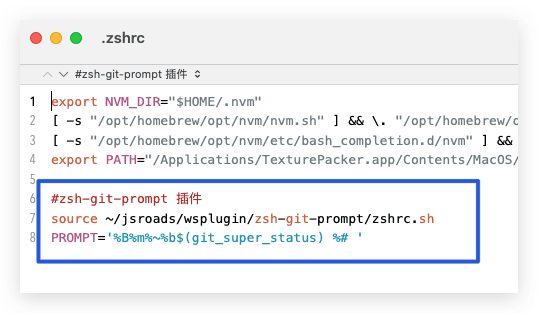 .zshrc
#zsh-git-prompt 插件
1 export NVM_DIR="$HOME/.nvm"
2 [ -s "/opt/homebrew/opt/nvm/nvm.sh" ] && \. "/opt/homebrew/o
3 [ -s "/opt/homebrew/opt/nvm/etc/bash_completion.d/nvm" ] &&
4 export PATH="/Applications/TexturePacker.app/Contents/MacOS/
5
6 #zsh-git-prompt 插件
7 source ~/jsroads/wsplugin/zsh-git-prompt/zshrc.sh
8 PROMPT='%B%m%~%b$(git_super_status) %# '